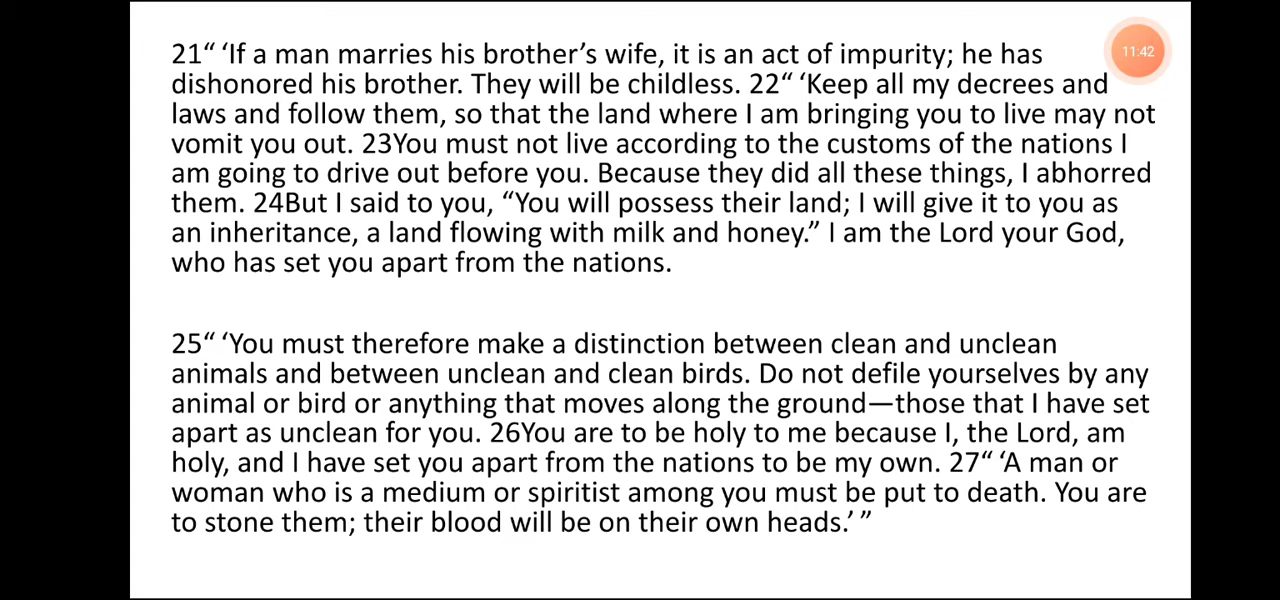 21“ ‘If a man marries his brother’s wife, it is an act of impurity; he has
11:42
dishonored his brother. They will be childless. 22“ ‘Keep all my decrees and
laws and follow them, so that the land where I am bringing you to live may not
vomit you out. 23You must not live according to the customs of the nations I
am going to drive out before you. Because they did all these things, I abhorred
them. 24But I said to you, “You will possess their land; I will give it to you as
an inheritance, a land flowing with milk and honey.” I am the Lord your God,
who has set you apart from the nations.
25“ ‘You must therefore make a distinction between clean and unclean
animals and between unclean and clean birds. Do not defile yourselves by any
animal or bird or anything that moves along the ground—those that I have set
apart as unclean for you. 26You are to be holy to me because I, the Lord, am
holy, and I have set you apart from the nations to be my own. 27“ ‘A man or
woman who is a medium or spiritist among you must be put to death. You are
to stone them; their blood will be on their own heads.’ ”